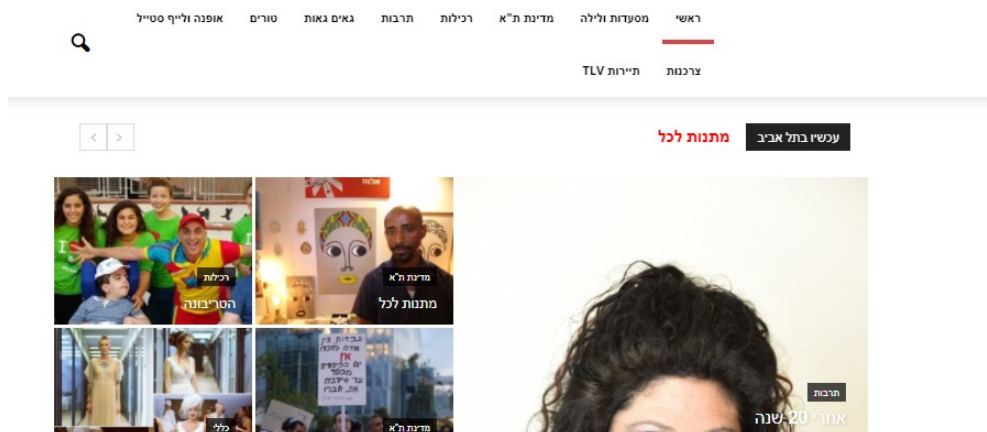 ראשי מסעדות ולילה מדינת ת"א רכילות תרבות גאים גאות טורים אופנה ולייף סטייל
צרכנות תיירות TLV
עכשיו בתל אביב מתנות לכל
תרבות
אחרי 20 שנה
מדינת ת"א
מתנות לכל
רכילות
הטריבונה
מדינת ת"א
כללי
אין